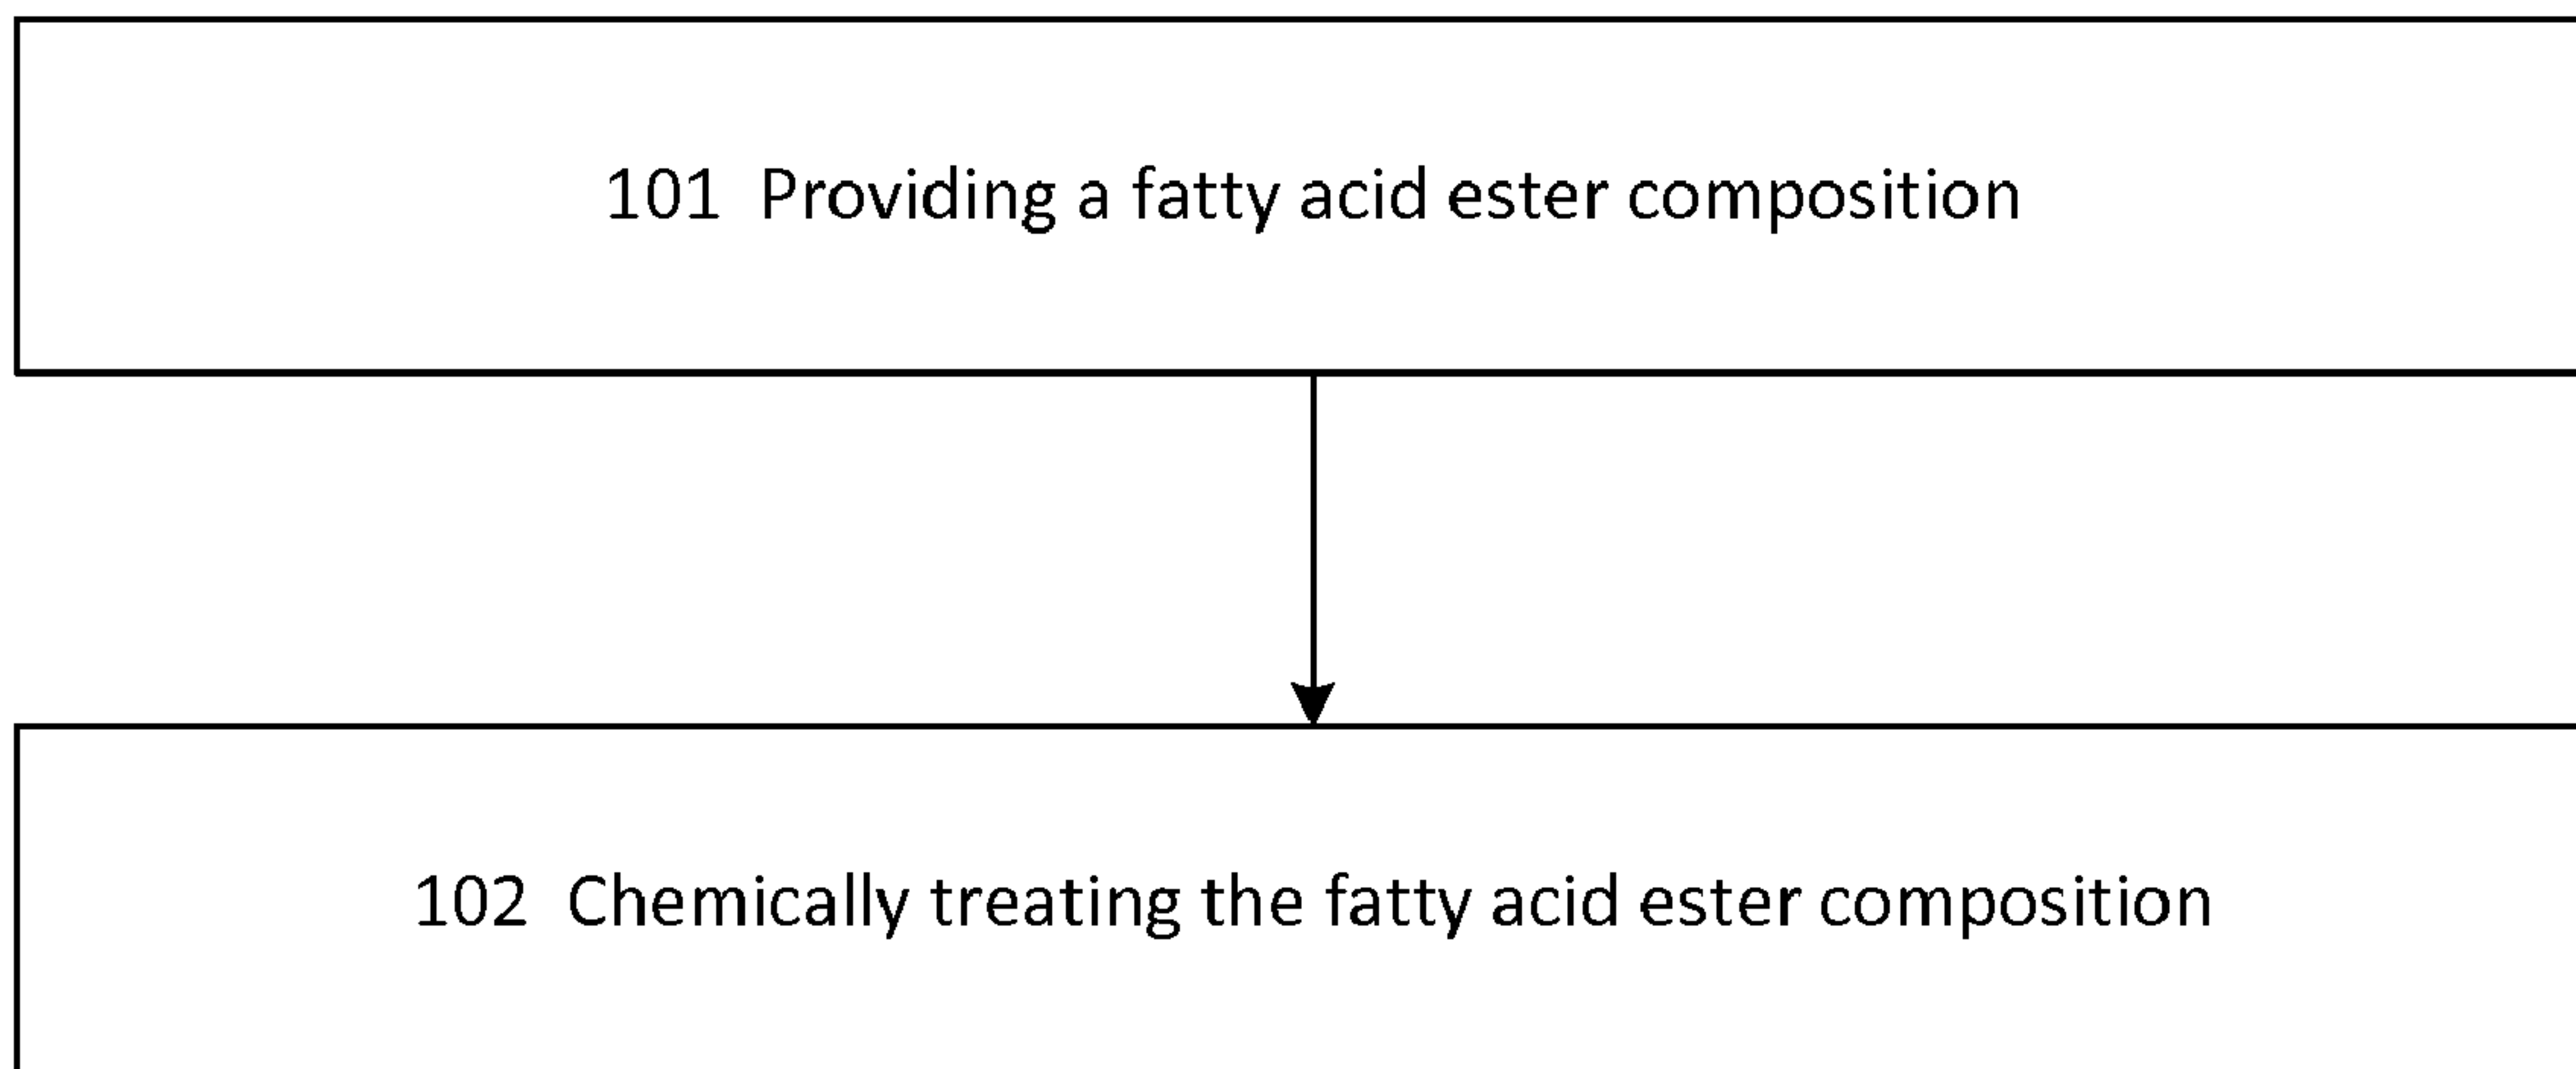 101 Providing a fatty acid ester composition
102 Chemically treating the fatty acid ester composition